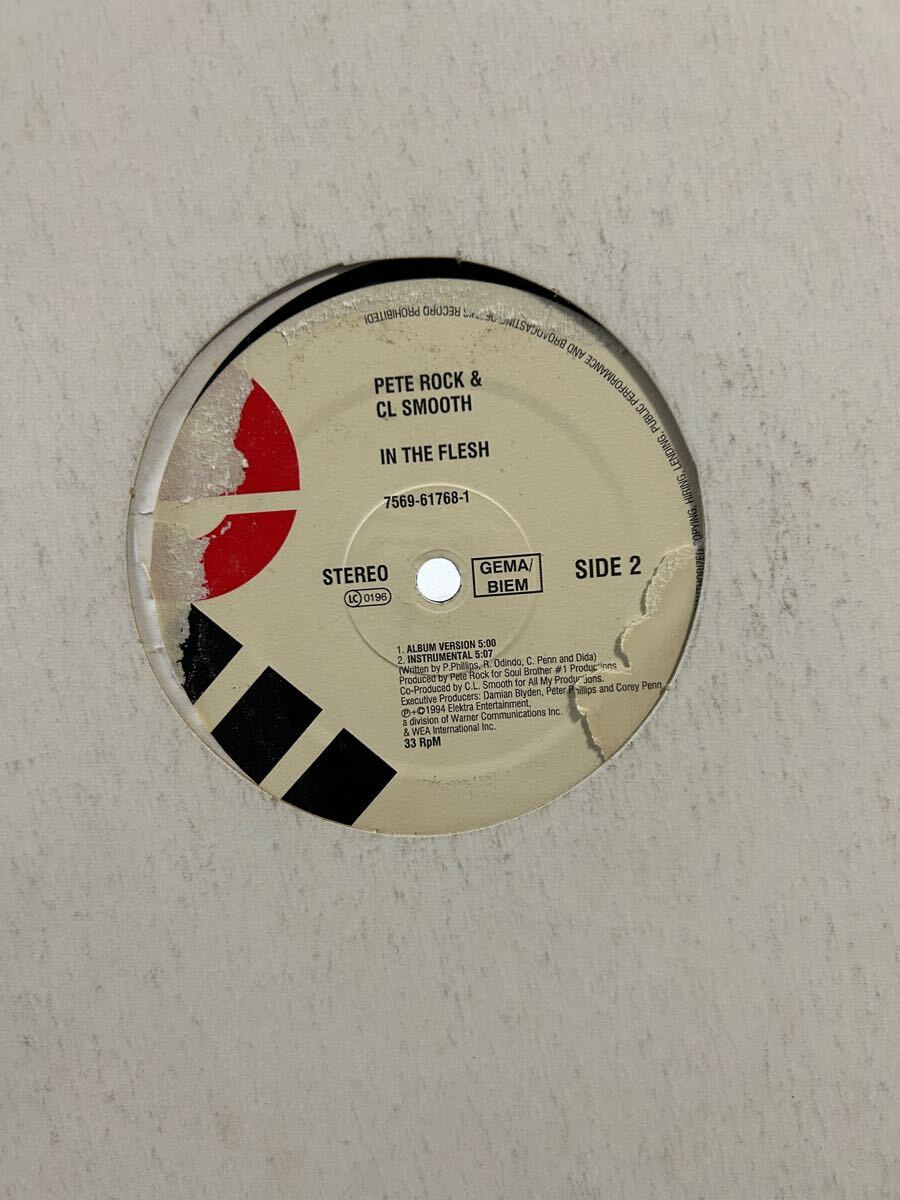 OPYING, HIRING, LENDING, PUBLIC PERFORMANCE AND BROADCASTING OF THIS RECORD PROHIBITED!
PETE ROCK &
CL SMOOTH
IN THE FLESH
7569-61768-1
STEREO
LC 0196
GEMA/
BIEM
SIDE 2
1. ALBUM VERSION 5:00
2. INSTRUMENTAL 5:07
(Written by P.Phillips, R. Odindo, C. Penn and Dida)
Produced by Pete Rock for Soul Brother #1 Productions
Co-Produced by C.L. Smooth for All My Productions.
Executive Producers: Damian Blyden, Peter Phillips and Corey Penn
℗+©1994 Elektra Entertainment,
a division of Warner Communications Inc.
& WEA International Inc.
33 RpM